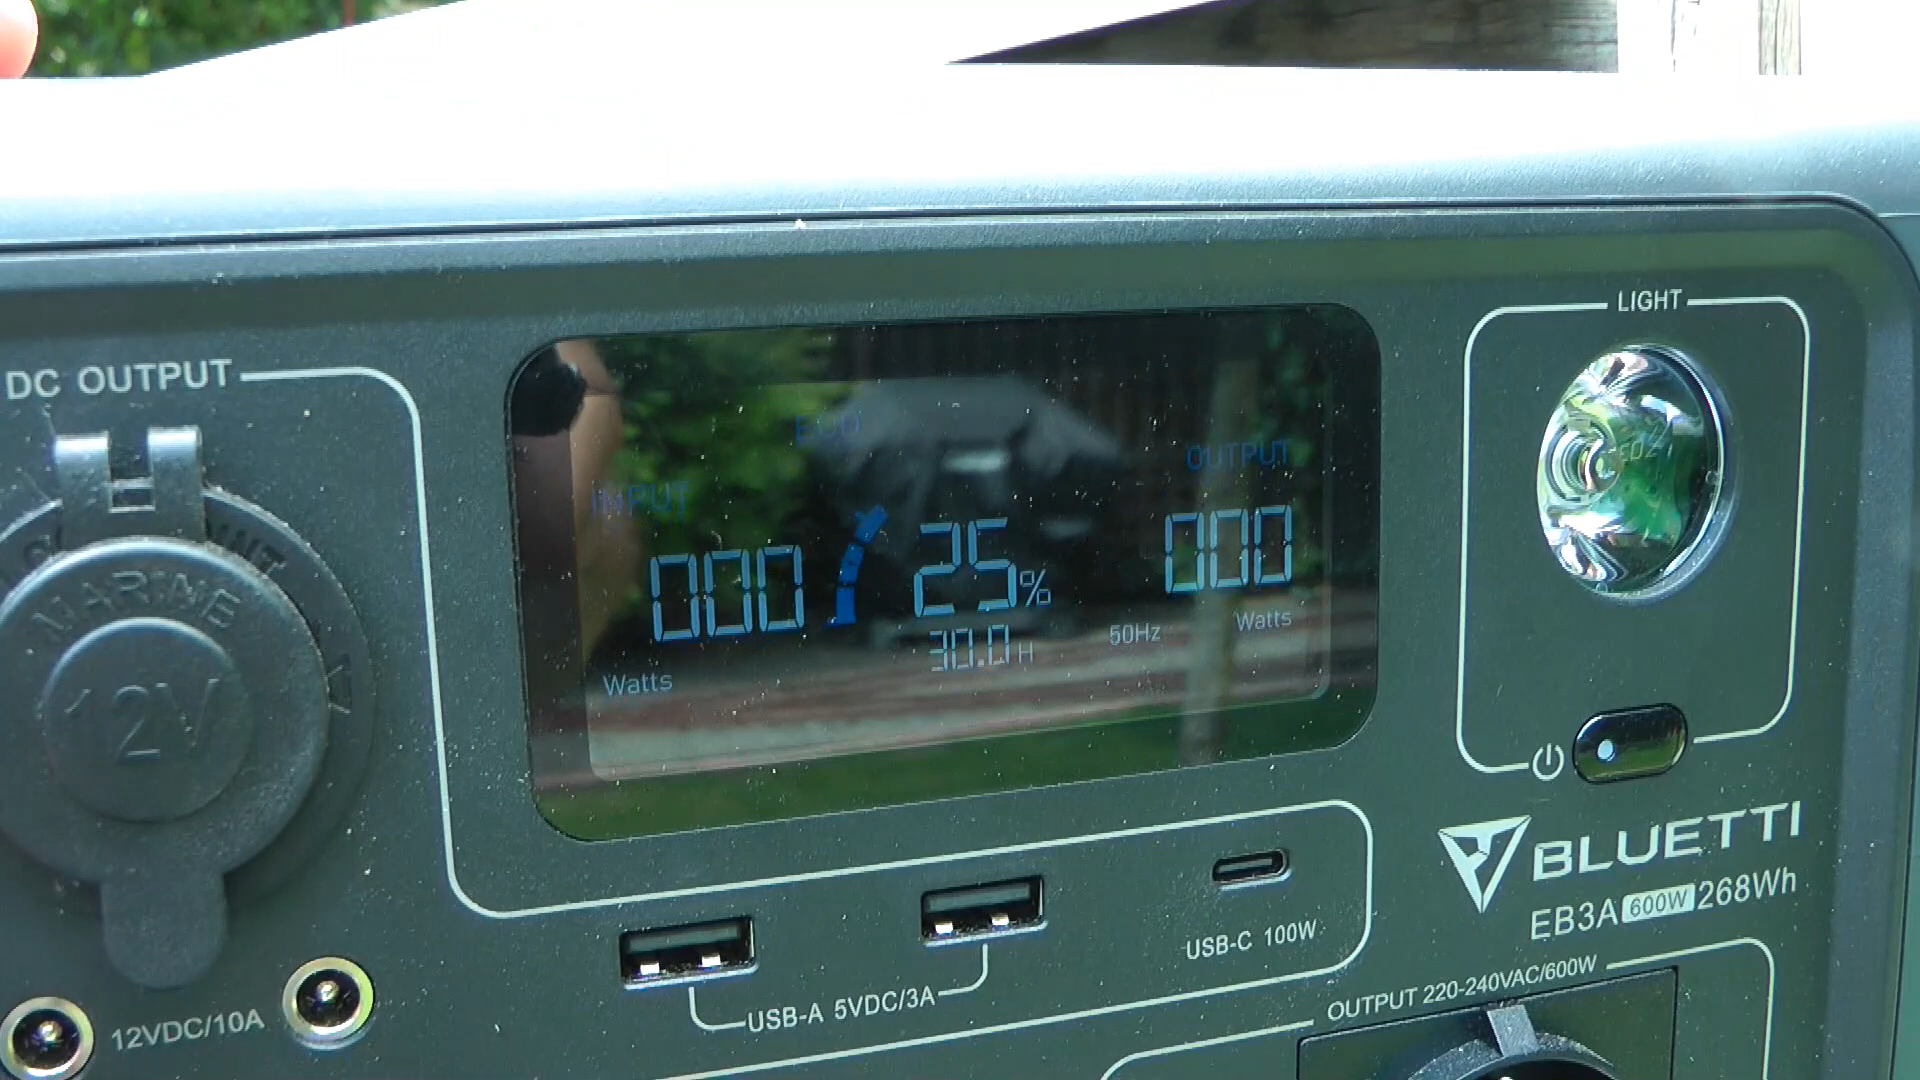 LIGHT
DC OUTPUT
ECO
OUTPUT
INPUT
000
25%
000
30.0H
50Hz
Watts
Watts
MARINE
12V
BLUETTI
EB3A 600W 268Wh
USB-C 100W
USB-A 5VDC/3A
12VDC/10A
OUTPUT 220-240VAC/600W